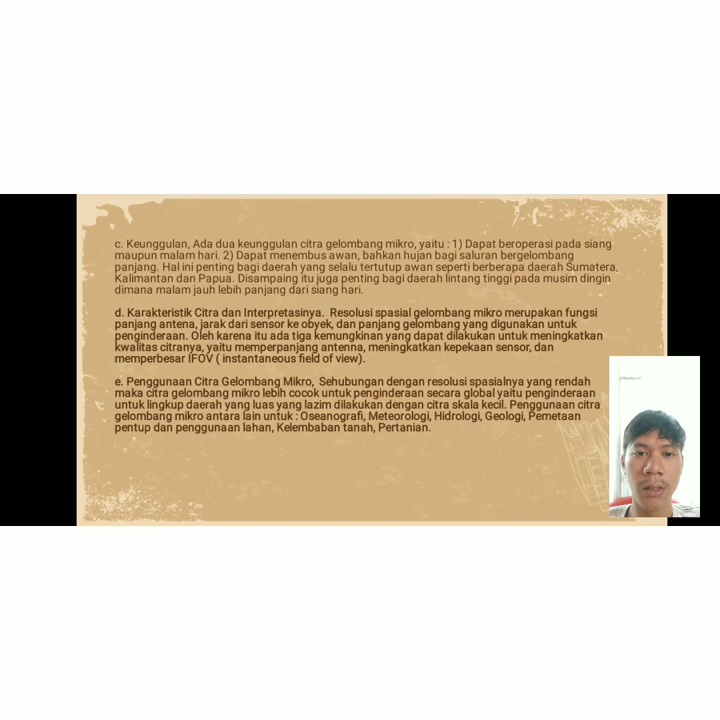 c. Keunggulan, Ada dua keunggulan citra gelombang mikro, yaitu : 1) Dapat beroperasi pada siang
maupun malam hari. 2) Dapat menembus awan, bahkan hujan bagi saluran bergelombang
panjang. Hal ini penting bagi daerah yang selalu tertutup awan seperti berberapa daerah Sumatera,
Kalimantan dan Papua. Disampaing itu juga penting bagi daerah lintang tinggi pada musim dingin
dimana malam jauh lebih panjang dari siang hari.
d. Karakteristik Citra dan Interpretasinya. Resolusi spasial gelombang mikro merupakan fungsi
panjang antena, jarak dari sensor ke obyek, dan panjang gelombang yang digunakan untuk
penginderaan. Oleh karena itu ada tiga kemungkinan yang dapat dilakukan untuk meningkatkan
kwalitas citranya, yaitu memperpanjang antenna, meningkatkan kepekaan sensor, dan
memperbesar IFOV ( instantaneous field of view).
e. Penggunaan Citra Gelombang Mikro, Sehubungan dengan resolusi spasialnya yang rendah
maka citra gelombang mikro lebih cocok untuk penginderaan secara global yaitu penginderaan
untuk lingkup daerah yang luas yang lazim dilakukan dengan citra skala kecil. Penggunaan citra
gelombang mikro antara lain untuk : Oseanografi, Meteorologi, Hidrologi, Geologi, Pemetaan
pentup dan penggunaan lahan, Kelembaban tanah, Pertanian.